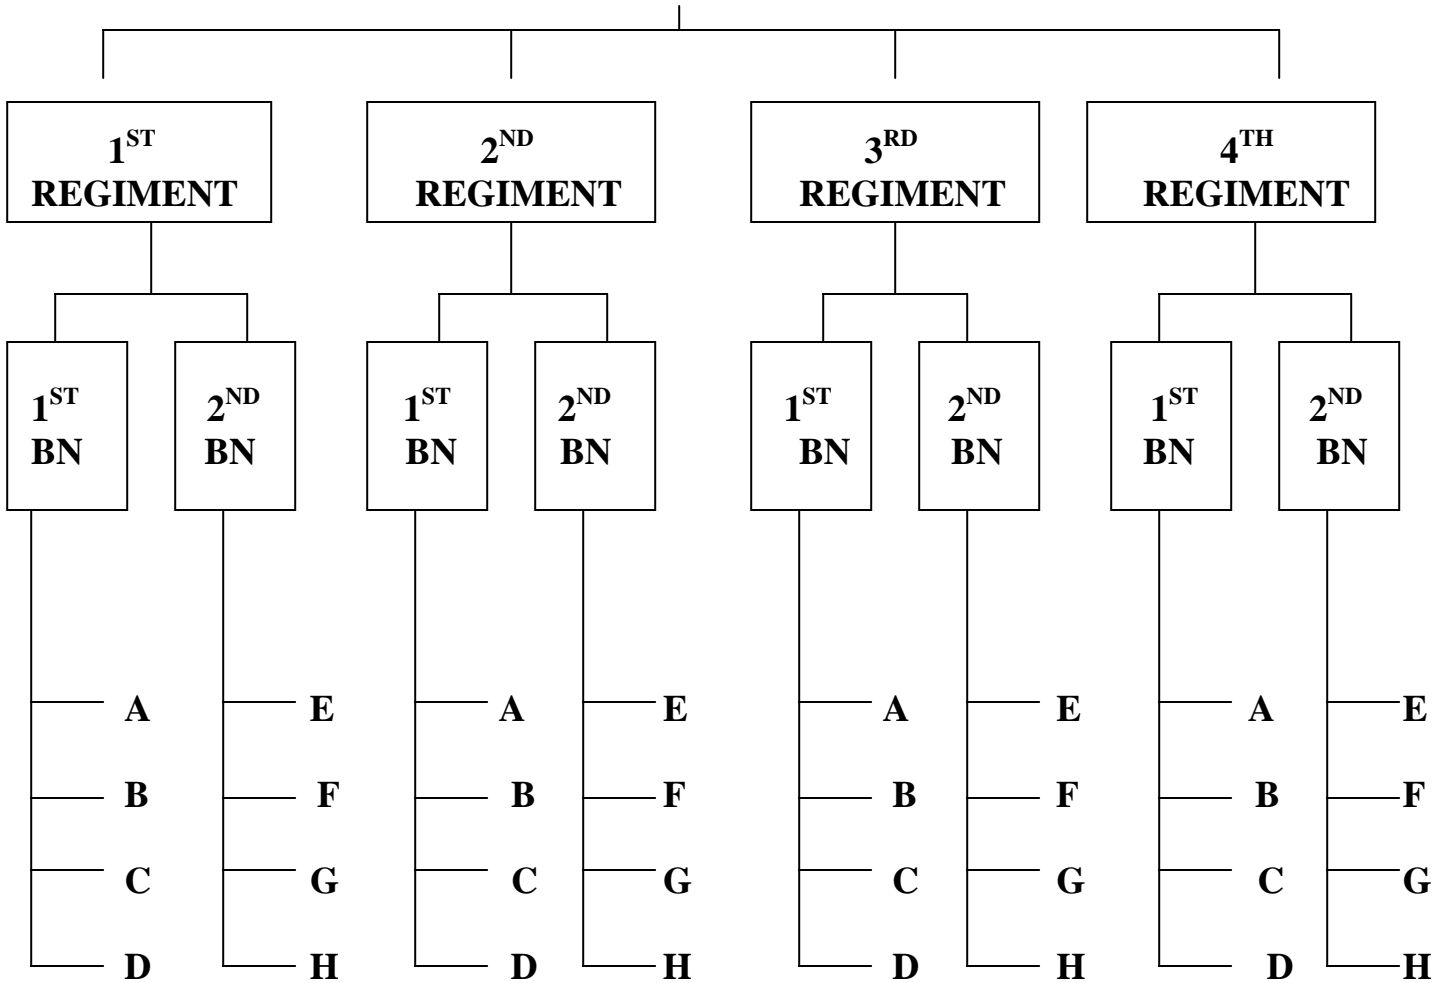 1ST REGIMENT
2ND REGIMENT
3RD REGIMENT
4TH REGIMENT
1ST BN
2ND BN
1ST BN
2ND BN
1ST BN
2ND BN
1ST BN
2ND BN
A E A E A E A E
B F B F B F B F
C G C G C G C G
D H D H D H D H